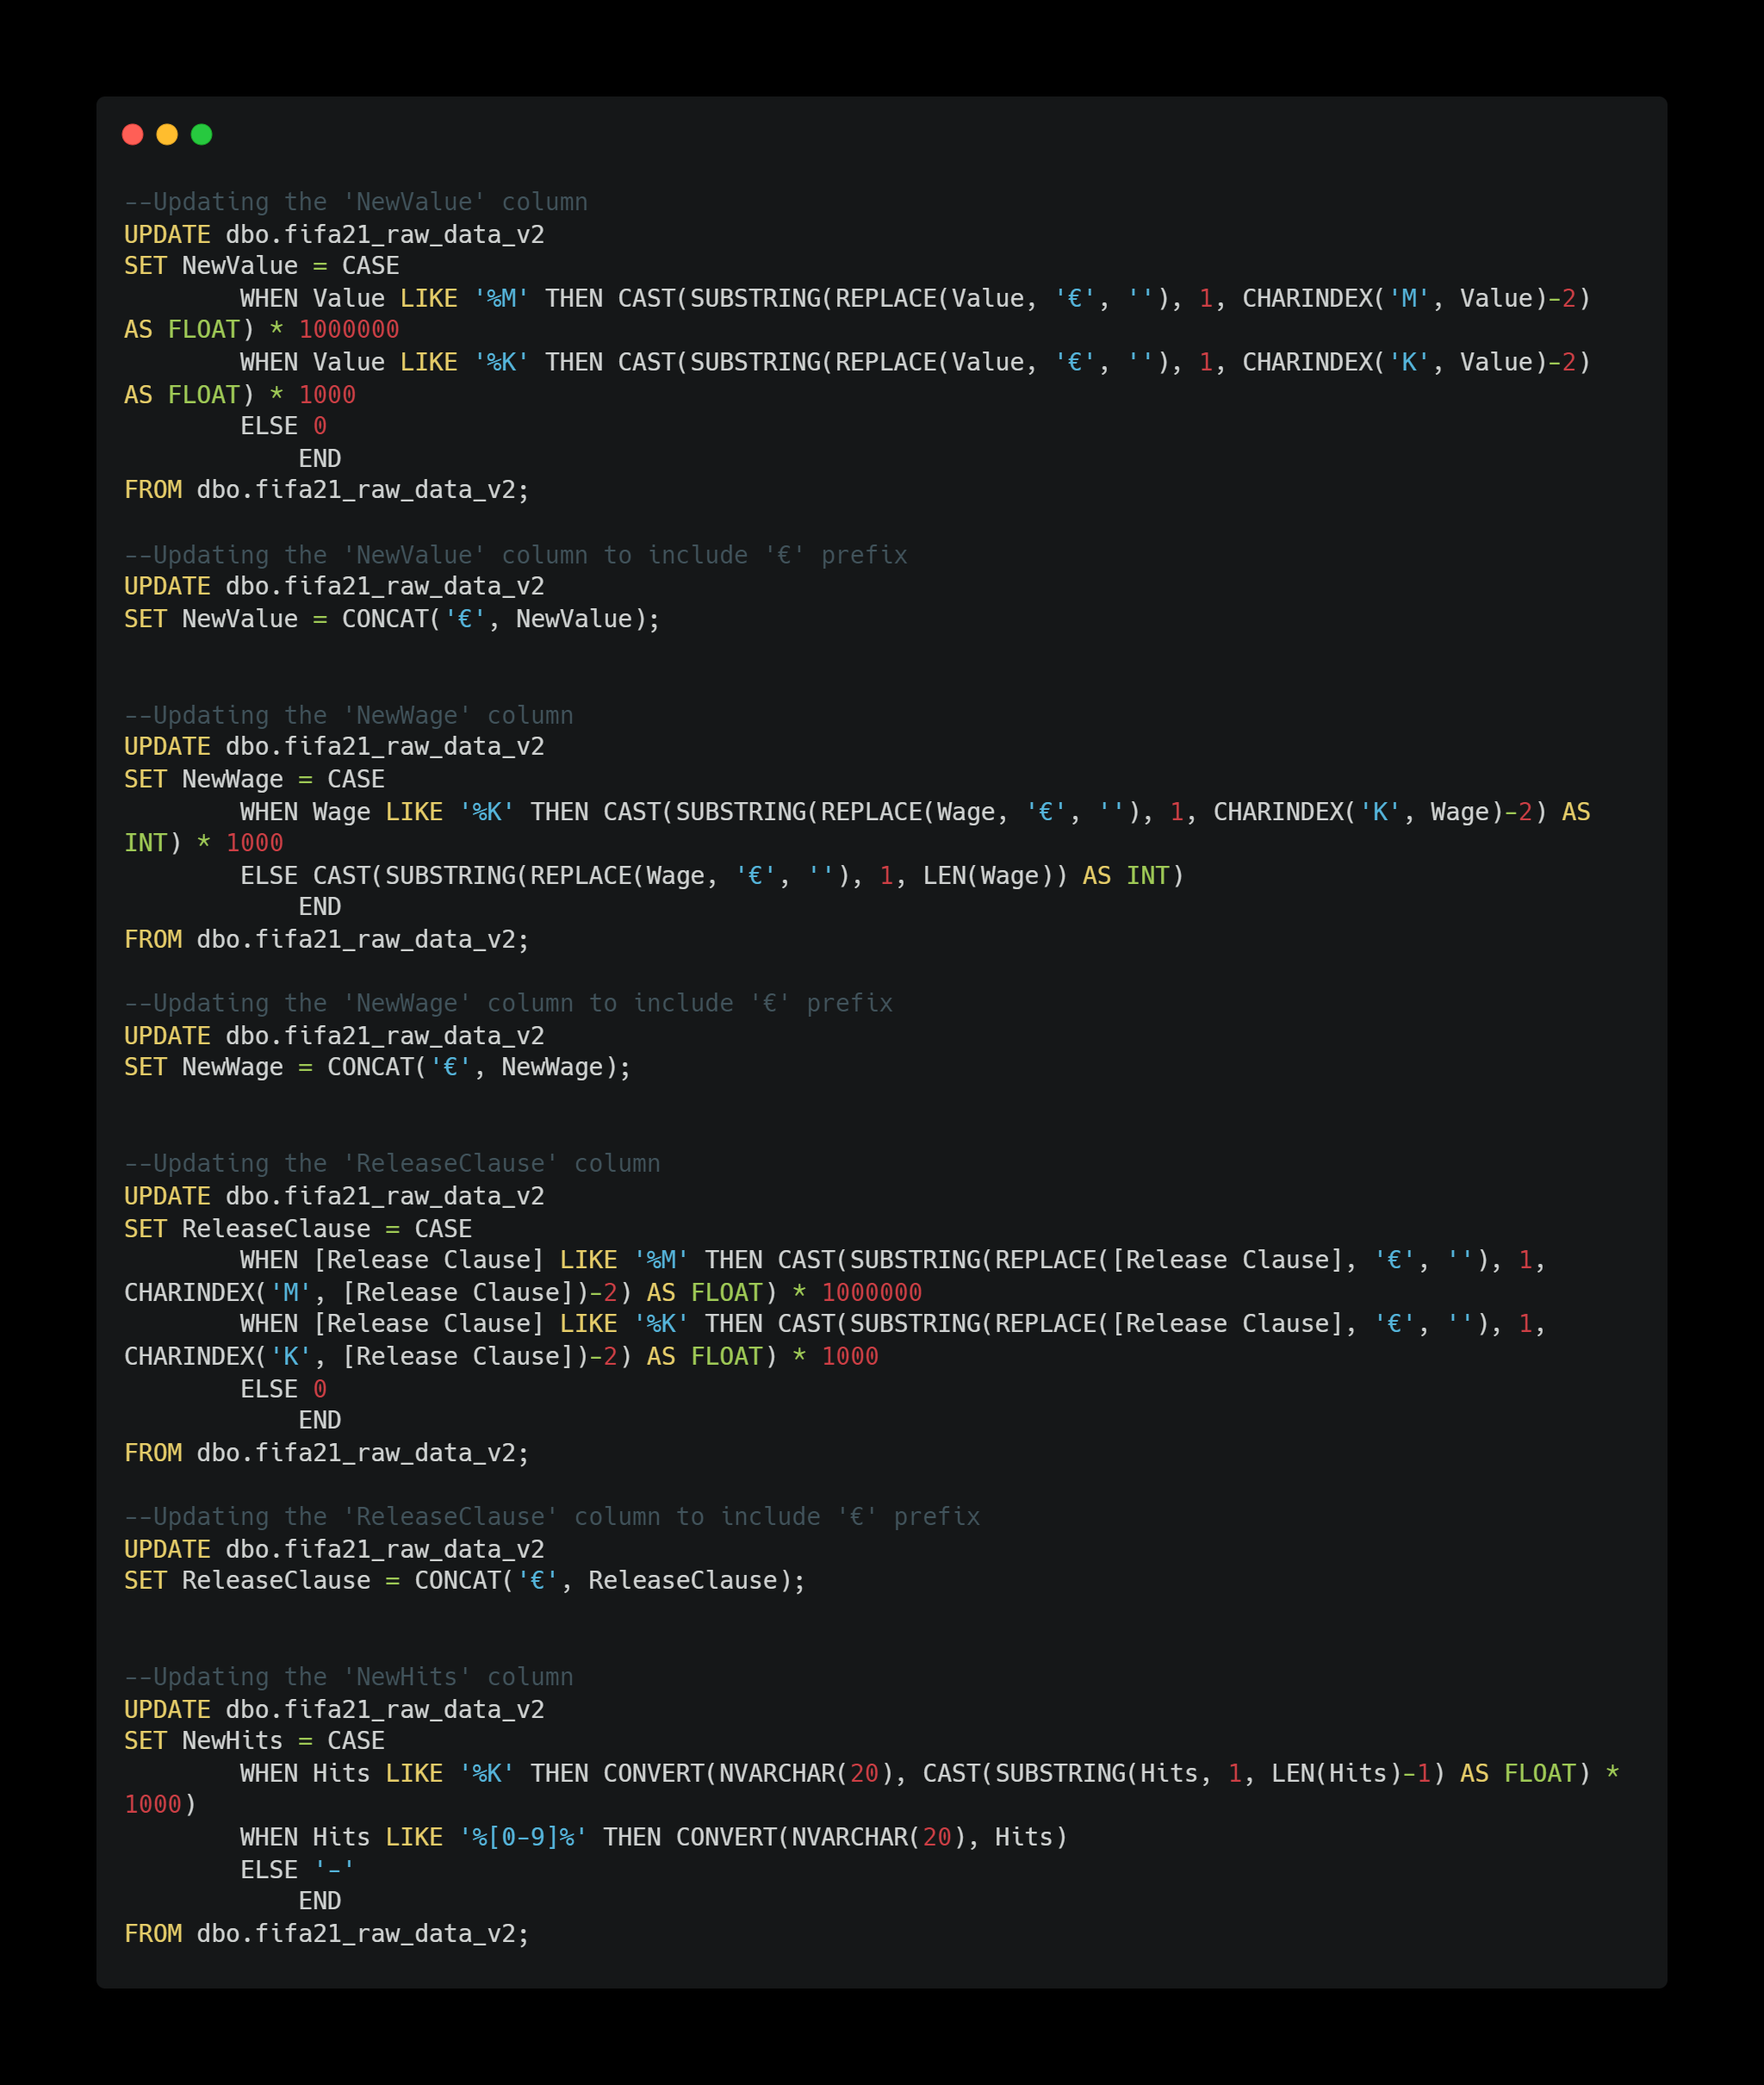 --Updating the 'NewValue' column
UPDATE dbo.fifa21_raw_data_v2
SET NewValue = CASE
        WHEN Value LIKE '%M' THEN CAST(SUBSTRING(REPLACE(Value, '€', ''), 1, CHARINDEX('M', Value)-2)
AS FLOAT) * 1000000
        WHEN Value LIKE '%K' THEN CAST(SUBSTRING(REPLACE(Value, '€', ''), 1, CHARINDEX('K', Value)-2)
AS FLOAT) * 1000
        ELSE 0
            END
FROM dbo.fifa21_raw_data_v2;

--Updating the 'NewValue' column to include '€' prefix
UPDATE dbo.fifa21_raw_data_v2
SET NewValue = CONCAT('€', NewValue);

--Updating the 'NewWage' column
UPDATE dbo.fifa21_raw_data_v2
SET NewWage = CASE
        WHEN Wage LIKE '%K' THEN CAST(SUBSTRING(REPLACE(Wage, '€', ''), 1, CHARINDEX('K', Wage)-2) AS
INT) * 1000
        ELSE CAST(SUBSTRING(REPLACE(Wage, '€', ''), 1, LEN(Wage)) AS INT)
            END
FROM dbo.fifa21_raw_data_v2;

--Updating the 'NewWage' column to include '€' prefix
UPDATE dbo.fifa21_raw_data_v2
SET NewWage = CONCAT('€', NewWage);

--Updating the 'ReleaseClause' column
UPDATE dbo.fifa21_raw_data_v2
SET ReleaseClause = CASE
        WHEN [Release Clause] LIKE '%M' THEN CAST(SUBSTRING(REPLACE([Release Clause], '€', ''), 1,
CHARINDEX('M', [Release Clause])-2) AS FLOAT) * 1000000
        WHEN [Release Clause] LIKE '%K' THEN CAST(SUBSTRING(REPLACE([Release Clause], '€', ''), 1,
CHARINDEX('K', [Release Clause])-2) AS FLOAT) * 1000
        ELSE 0
            END
FROM dbo.fifa21_raw_data_v2;

--Updating the 'ReleaseClause' column to include '€' prefix
UPDATE dbo.fifa21_raw_data_v2
SET ReleaseClause = CONCAT('€', ReleaseClause);

--Updating the 'NewHits' column
UPDATE dbo.fifa21_raw_data_v2
SET NewHits = CASE
        WHEN Hits LIKE '%K' THEN CONVERT(NVARCHAR(20), CAST(SUBSTRING(Hits, 1, LEN(Hits)-1) AS FLOAT) *
1000)
        WHEN Hits LIKE '%[0-9]%' THEN CONVERT(NVARCHAR(20), Hits)
        ELSE '-'
            END
FROM dbo.fifa21_raw_data_v2;